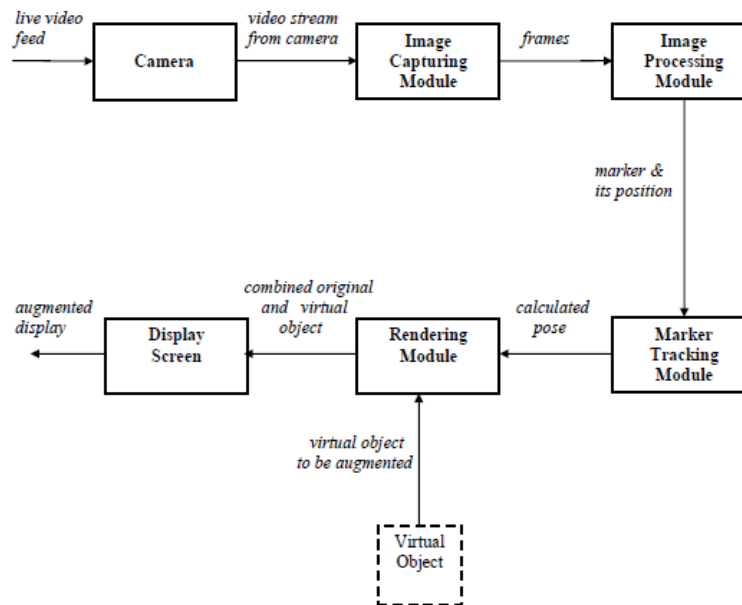 live video
feed
Camera
video stream
from camera
Image
Capturing
Module
frames
Image
Processing
Module
marker &
its position
augmented
display
Display
Screen
combined original
and virtual
object
Rendering
Module
calculated
pose
Marker
Tracking
Module
virtual object
to be augmented
Virtual
Object